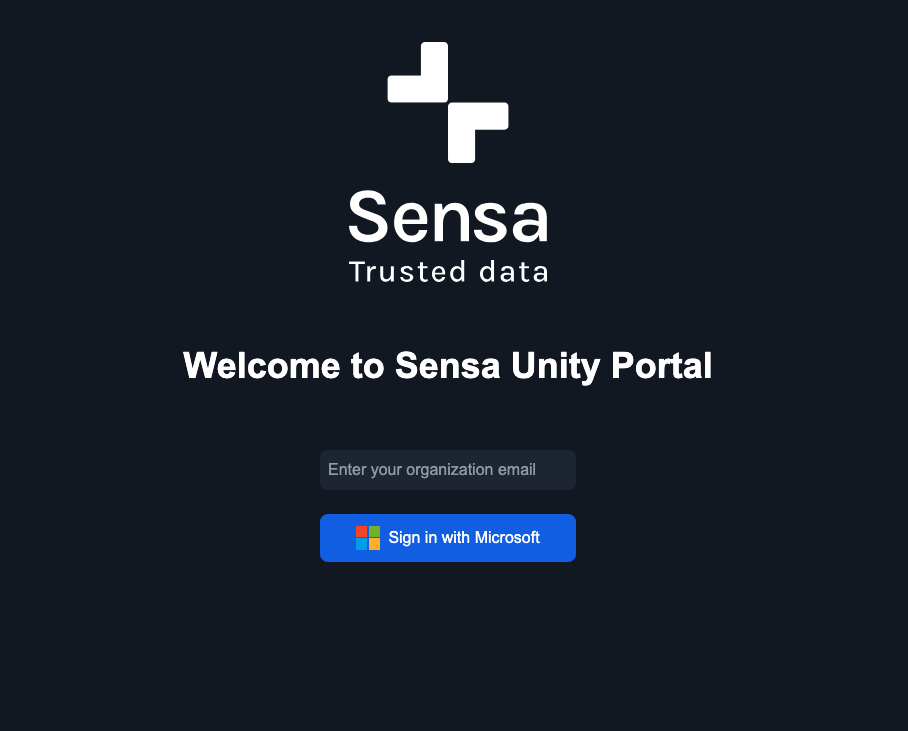 Sensa
Trusted data
Welcome to Sensa Unity Portal
Enter your organization email
Sign in with Microsoft